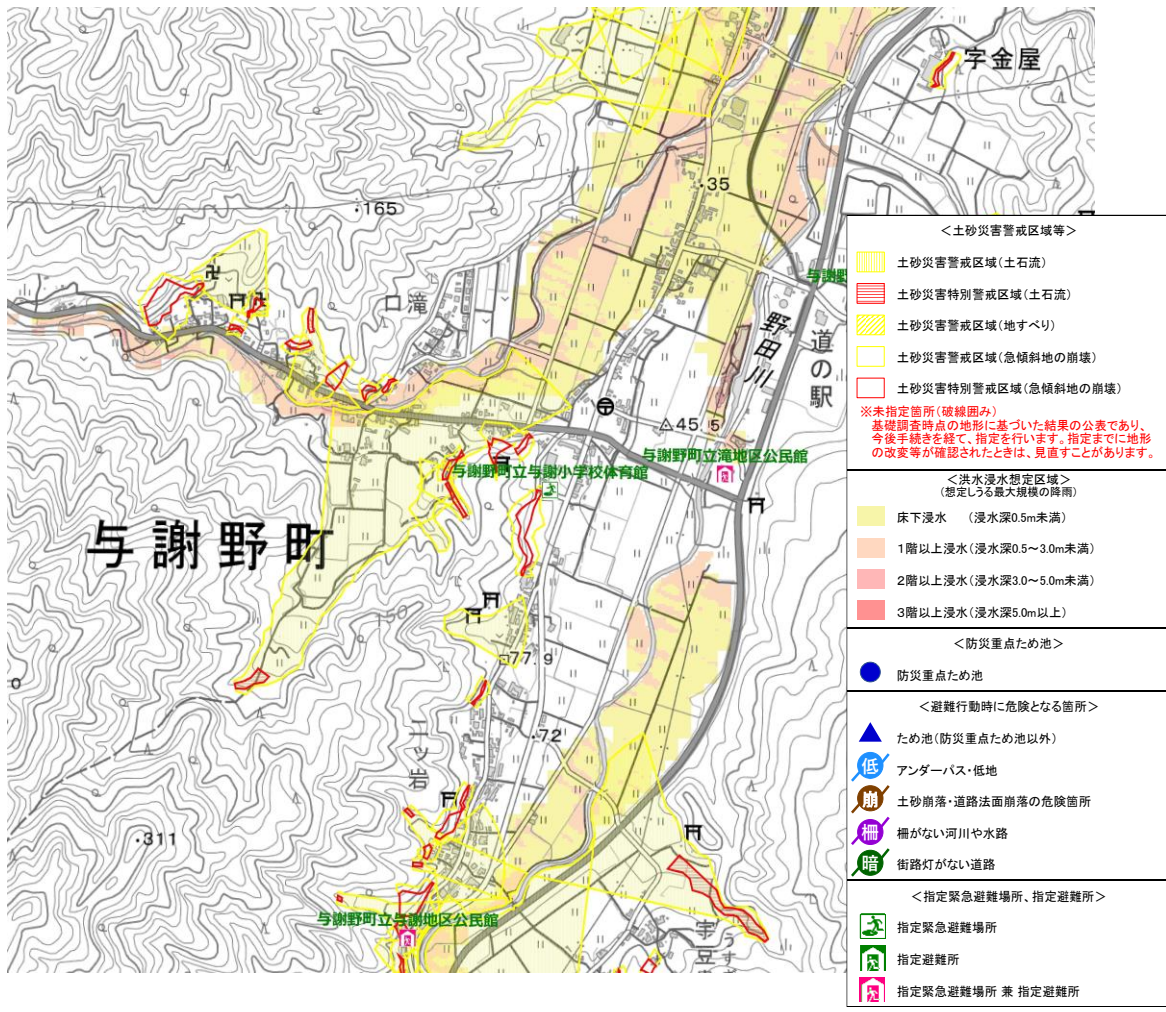 字金屋
35
165
与謝野
口滝
野田川
道の駅
45.5
与謝野町立滝地区公民館
与謝野町立与謝小学校体育館
与謝野町
150
77.9
72
二ッ岩
311
0
与謝野町立与謝地区公民館
＜土砂災害警戒区域等＞
土砂災害警戒区域（土石流）
土砂災害特別警戒区域（土石流）
土砂災害警戒区域（地すべり）
土砂災害警戒区域（急傾斜地の崩壊）
土砂災害特別警戒区域（急傾斜地の崩壊）
※未指定箇所（破線囲み）
基礎調査時点の地形に基づいた結果の公表であり、
今後手続きを経て、指定を行います。指定までに地形
の改変等が確認されたときは、見直すことがあります。
＜洪水浸水想定区域＞
（想定しうる最大規模の降雨）
床下浸水　（浸水深0.5m未満）
１階以上浸水（浸水深0.5～3.0m未満）
２階以上浸水（浸水深3.0～5.0m未満）
３階以上浸水（浸水深5.0m以上）
＜防災重点ため池＞
防災重点ため池
＜避難行動時に危険となる箇所＞
ため池（防災重点ため池以外）
低 アンダーパス・低地
崩 土砂崩落・道路法面崩落の危険箇所
柵 柵がない河川や水路
暗 街路灯がない道路
＜指定緊急避難場所、指定避難所＞
指定緊急避難場所
指定避難所
指定緊急避難場所 兼 指定避難所